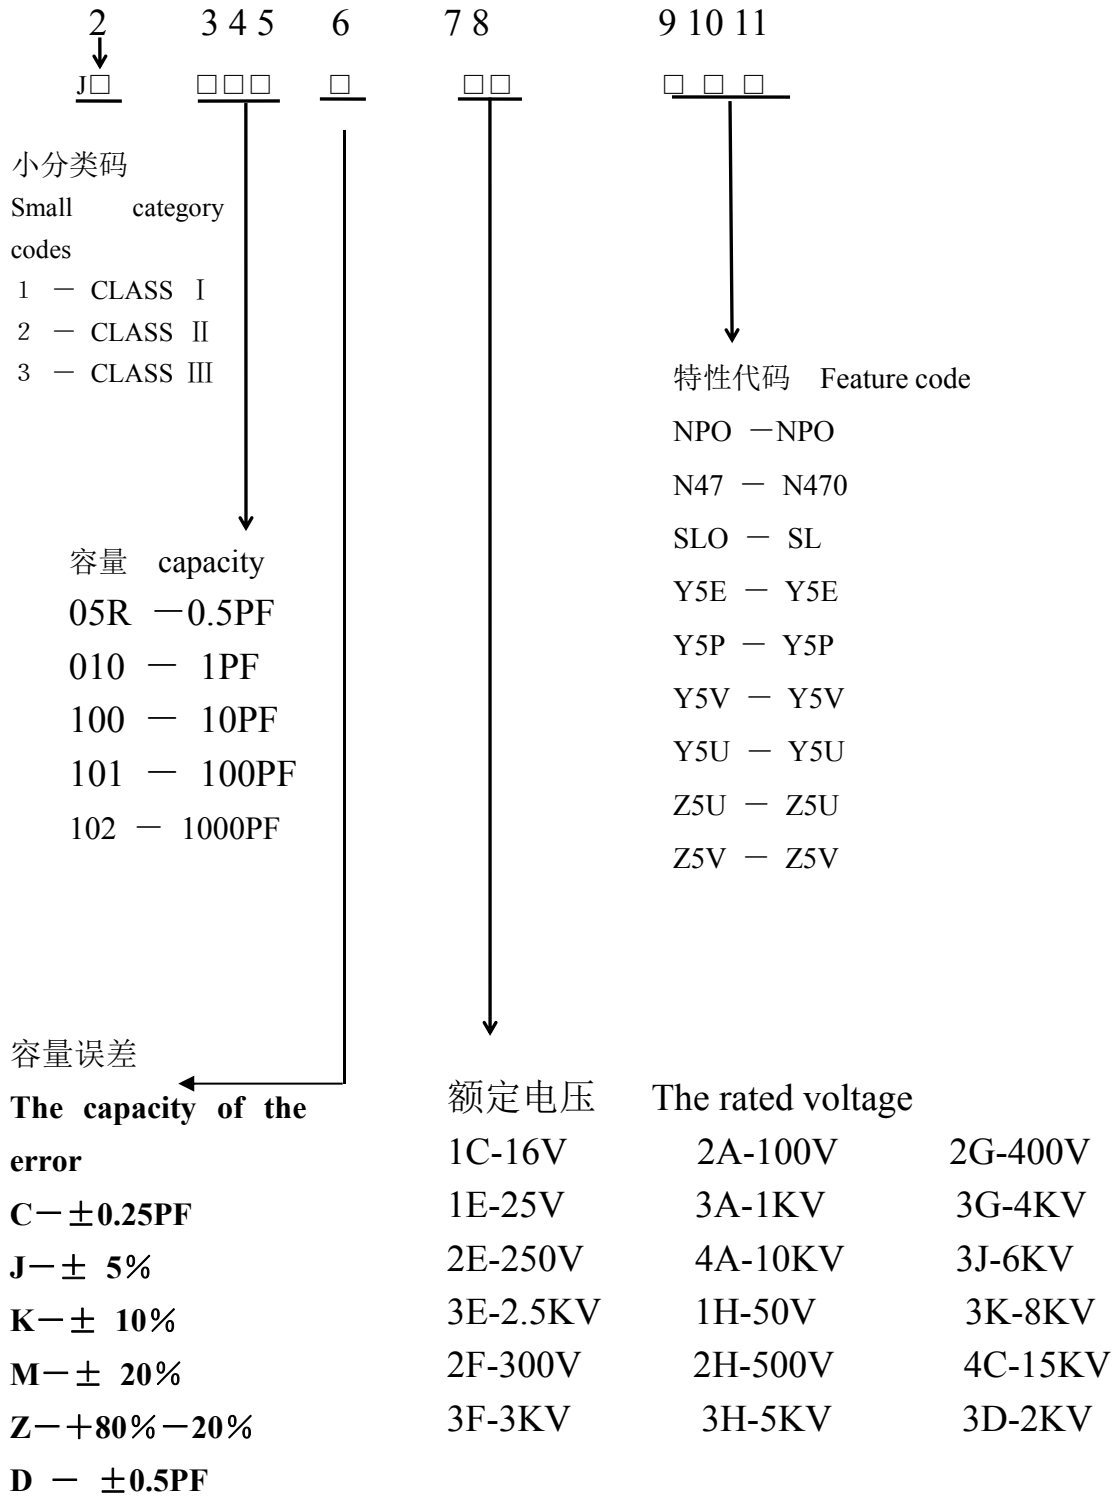 2 3 4 5 6 7 8 9 10 11
J□ □□□ □ □□ □ □ □
小分类码
Small category
codes
1 － CLASS Ⅰ
2 － CLASS Ⅱ
3 － CLASS Ⅲ
特性代码 Feature code
NPO －NPO
N47 － N470
SLO － SL
Y5E － Y5E
Y5P － Y5P
Y5V － Y5V
Y5U － Y5U
Z5U － Z5U
Z5V － Z5V
容量 capacity
05R －0.5PF
010 － 1PF
100 － 10PF
101 － 100PF
102 － 1000PF
容量误差
The capacity of the
error
C－±0.25PF
J－± 5％
K－± 10％
M－± 20％
Z－＋80％－20％
D － ±0.5PF
额定电压 The rated voltage
1C-16V 2A-100V 2G-400V
1E-25V 3A-1KV 3G-4KV
2E-250V 4A-10KV 3J-6KV
3E-2.5KV 1H-50V 3K-8KV
2F-300V 2H-500V 4C-15KV
3F-3KV 3H-5KV 3D-2KV